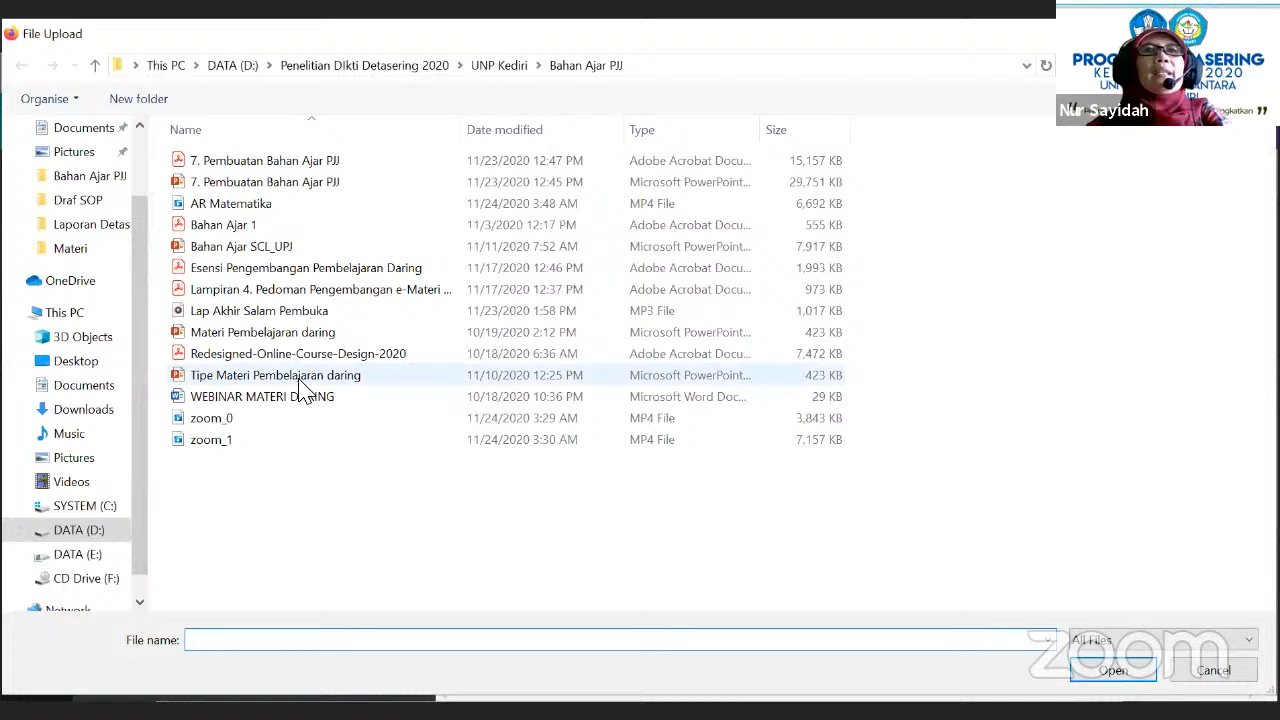 File Upload
This PC > DATA (D:) > Penelitian DIkti Detasering 2020 > UNP Kediri > Bahan Ajar PJJ
Organise New folder
Documents
Pictures
Bahan Ajar PJJ
Draf SOP
Laporan Detas
Materi
OneDrive
This PC
3D Objects
Desktop
Documents
Downloads
Music
Pictures
Videos
SYSTEM (C:)
DATA (D:)
DATA (E:)
CD Drive (F:)
Network
Name Date modified Type Size
7. Pembuatan Bahan Ajar PJJ 11/23/2020 12:47 PM Adobe Acrobat Docu... 15,157 KB
7. Pembuatan Bahan Ajar PJJ 11/23/2020 12:45 PM Microsoft PowerPoint... 29,751 KB
AR Matematika 11/24/2020 3:48 AM MP4 File 6,692 KB
Bahan Ajar 1 11/3/2020 12:17 PM Adobe Acrobat Docu... 555 KB
Bahan Ajar SCL_UPJ 11/11/2020 7:52 AM Microsoft PowerPoint... 7,917 KB
Esensi Pengembangan Pembelajaran Daring 11/17/2020 12:46 PM Adobe Acrobat Docu... 1,993 KB
Lampiran 4. Pedoman Pengembangan e-Materi ... 11/17/2020 12:37 PM Adobe Acrobat Docu... 973 KB
Lap Akhir Salam Pembuka 11/23/2020 1:58 PM MP3 File 1,017 KB
Materi Pembelajaran daring 10/19/2020 2:12 PM Microsoft PowerPoint... 423 KB
Redesigned-Online-Course-Design-2020 10/18/2020 6:36 AM Adobe Acrobat Docu... 7,472 KB
Tipe Materi Pembelajaran daring 11/10/2020 12:25 PM Microsoft PowerPoint... 423 KB
WEBINAR MATERI DARING 10/18/2020 10:36 PM Microsoft Word Doc... 29 KB
zoom_0 11/24/2020 3:29 AM MP4 File 3,843 KB
zoom_1 11/24/2020 3:30 AM MP4 File 7,157 KB
File name: All Files
Open Cancel
zoom
2020
Nur Sayidah